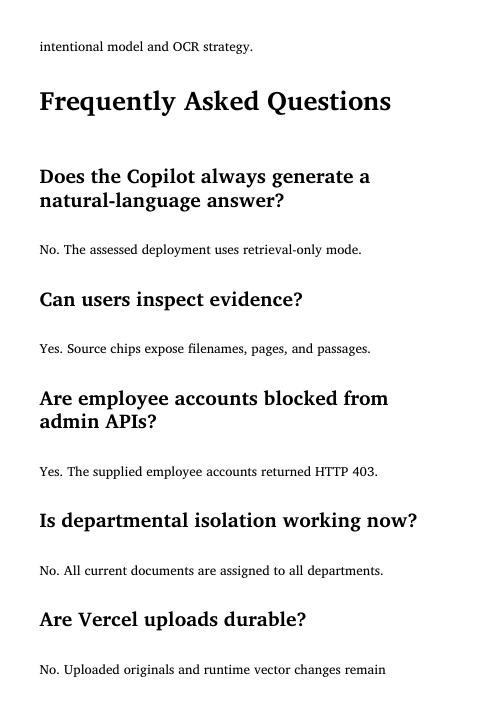 intentional model and OCR strategy.
Frequently Asked Questions
Does the Copilot always generate a
natural-language answer?
No. The assessed deployment uses retrieval-only mode.
Can users inspect evidence?
Yes. Source chips expose filenames, pages, and passages.
Are employee accounts blocked from
admin APIs?
Yes. The supplied employee accounts returned HTTP 403.
Is departmental isolation working now?
No. All current documents are assigned to all departments.
Are Vercel uploads durable?
No. Uploaded originals and runtime vector changes remain